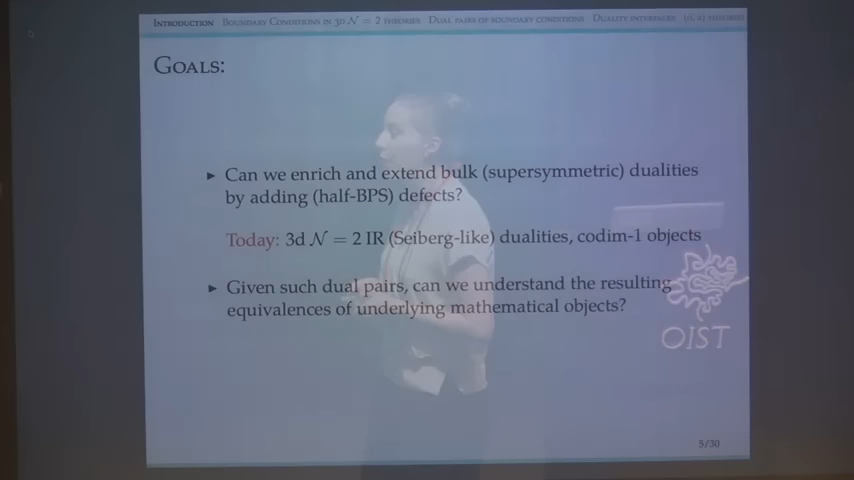 INTRODUCTION BOUNDARY CONDITIONS IN 3D N = 2 THEORIES DUAL PAIRS OF BOUNDARY CONDITIONS DUALITY INTERFACES THEORIES
GOALS:
► Can we enrich and extend bulk (supersymmetric) dualities
by adding (half-BPS) defects?
Today: 3d N = 2 IR (Seiberg-like) dualities, codim-1 objects
► Given such dual pairs, can we understand the resulting
equivalences of underlying mathematical objects?
OIST
5/30